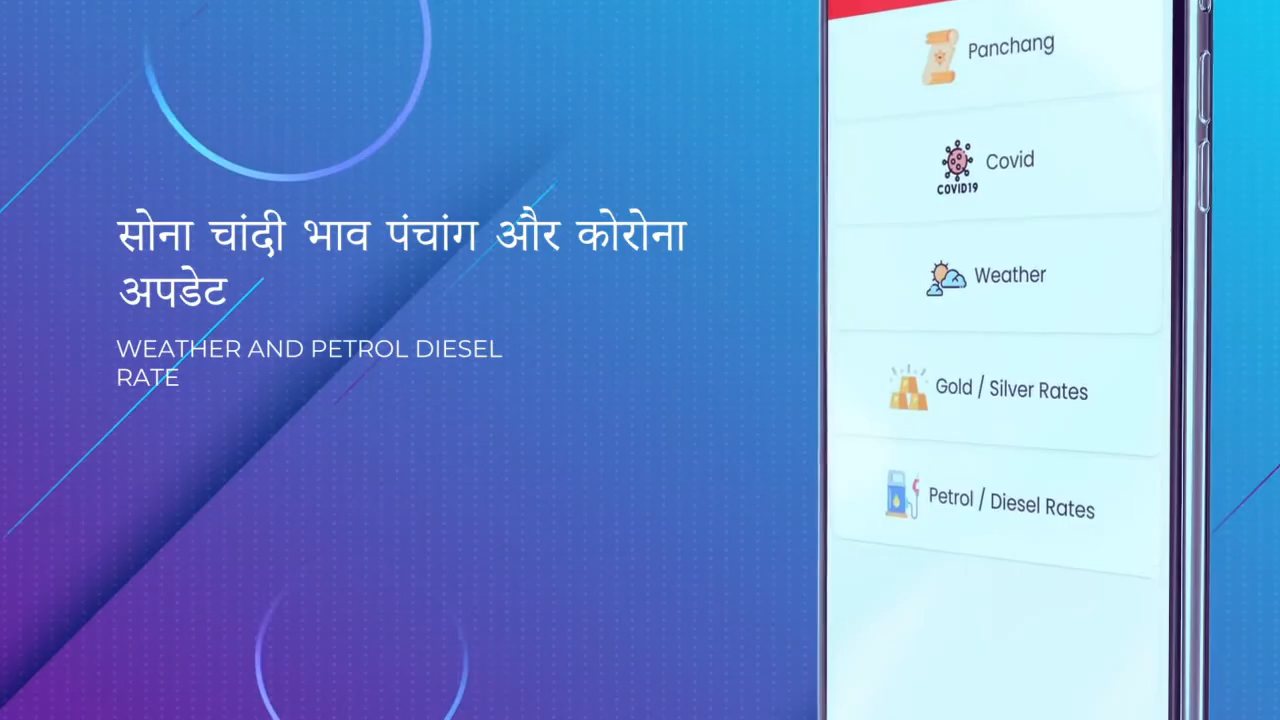 सोना चांदी भाव पंचांग और कोरोना
अपडेट
WEATHER AND PETROL DIESEL
RATE
Panchang
COVID19
Covid
Weather
Gold / Silver Rates
Petrol / Diesel Rates